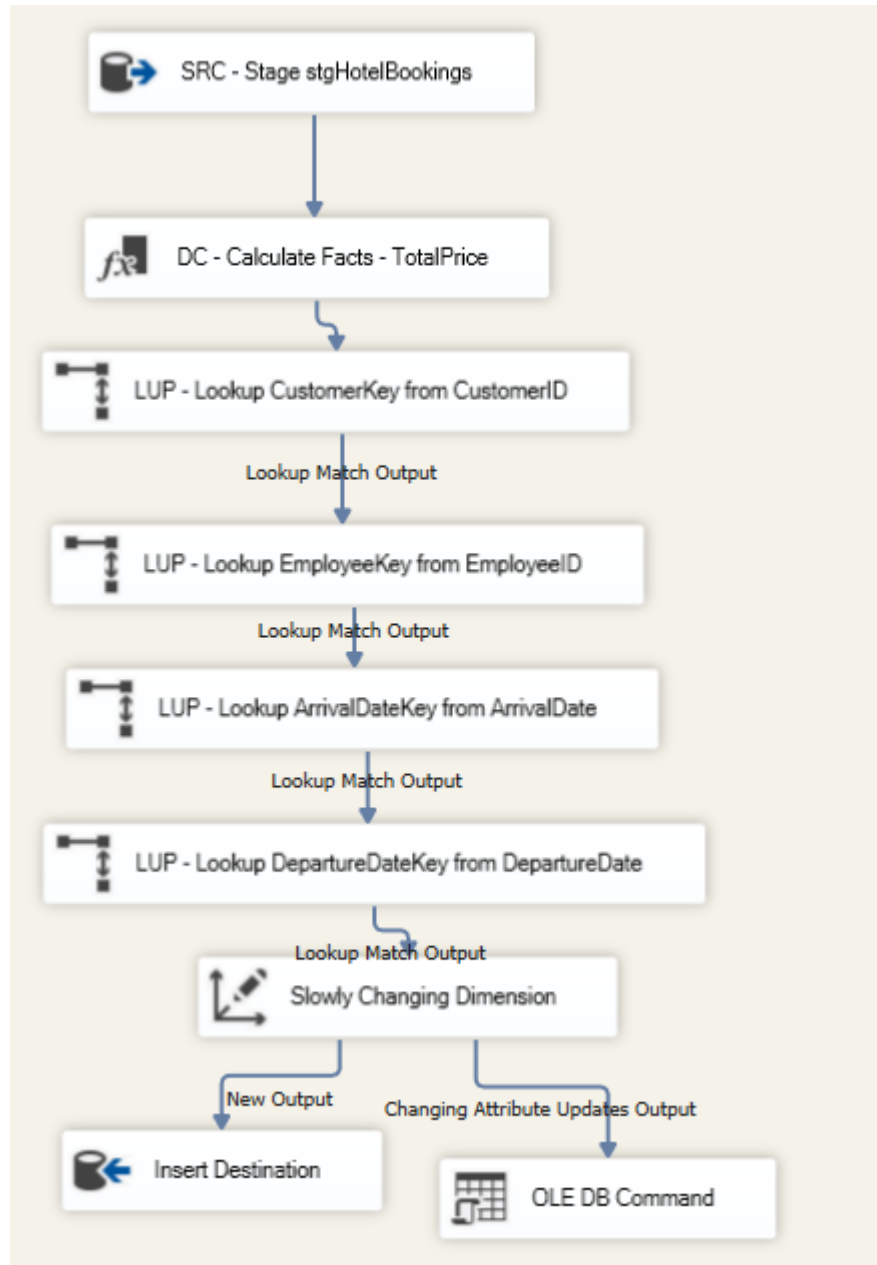 SRC - Stage stgHotelBookings
DC - Calculate Facts - TotalPrice
LUP - Lookup CustomerKey from CustomerID
Lookup Match Output
LUP - Lookup EmployeeKey from EmployeeID
Lookup Match Output
LUP - Lookup ArrivalDateKey from ArrivalDate
Lookup Match Output
LUP - Lookup DepartureDateKey from DepartureDate
Lookup Match Output
Slowly Changing Dimension
New Output
Changing Attribute Updates Output
Insert Destination
OLE DB Command